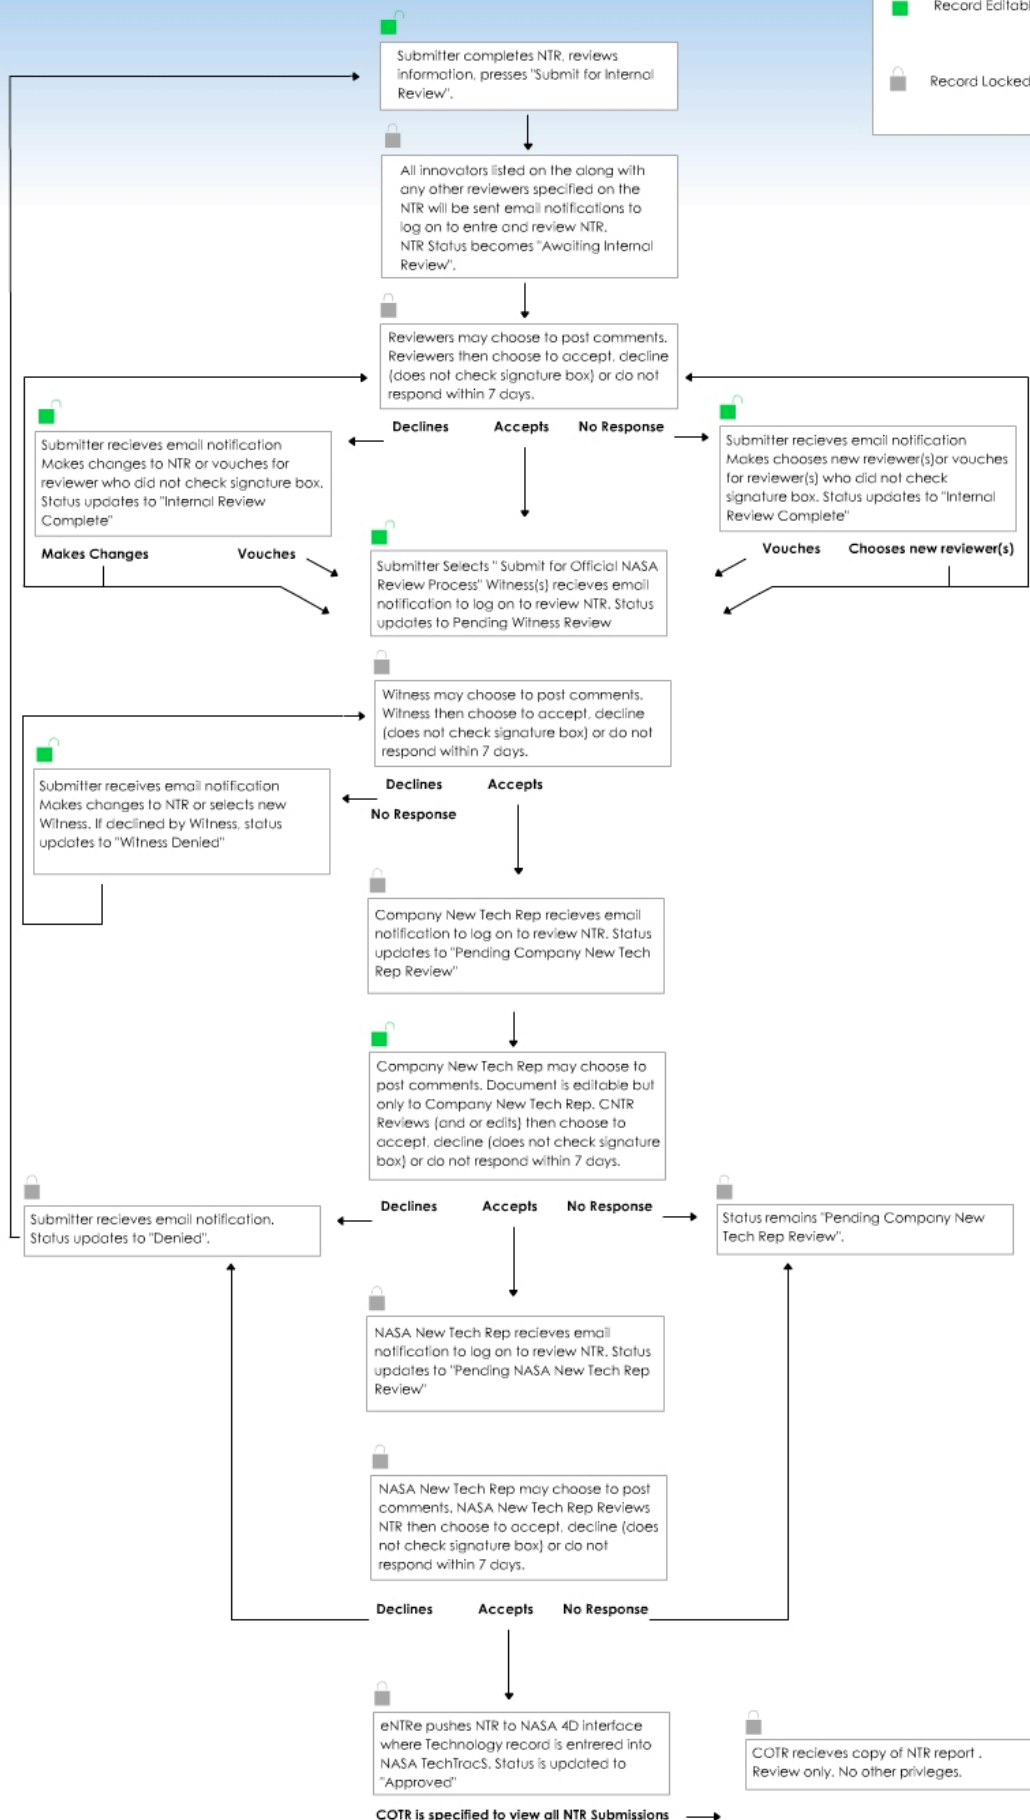 Record Editabl
Record Locked
Submitter completes NTR, reviews
information, presses "Submit for Internal
Review".
All innovators listed on the along with
any other reviewers specified on the
NTR will be sent email notifications to
log on to entre and review NTR.
NTR Status becomes "Awaiting Internal
Review".
Reviewers may choose to post comments.
Reviewers then choose to accept, decline
(does not check signature box) or do not
respond within 7 days.
Declines Accepts No Response
Submitter recieves email notification
Makes changes to NTR or vouches for
reviewer who did not check signature box.
Status updates to "Internal Review
Complete"
Makes Changes Vouches
Submitter recieves email notification
Makes chooses new reviewer(s)or vouches
for reviewer(s) who did not check
signature box. Status updates to "Internal
Review Complete"
Vouches Chooses new reviewer(s)
Submitter Selects " Submit for Official NASA
Review Process" Witness(s) recieves email
notification to log on to review NTR. Status
updates to Pending Witness Review
Witness may choose to post comments.
Witness then choose to accept, decline
(does not check signature box) or do not
respond within 7 days.
Declines Accepts
No Response
Submitter receives email notification
Makes changes to NTR or selects new
Witness. If declined by Witness, status
updates to "Witness Denied"
Company New Tech Rep recieves email
notification to log on to review NTR. Status
updates to "Pending Company New Tech
Rep Review"
Company New Tech Rep may choose to
post comments. Document is editable but
only to Company New Tech Rep. CNTR
Reviews (and or edits) then choose to
accept, decline (does not check signature
box) or do not respond within 7 days.
Declines Accepts No Response
Submitter recieves email notification.
Status updates to "Denied".
Status remains "Pending Company New
Tech Rep Review".
NASA New Tech Rep recieves email
notification to log on to review NTR. Status
updates to "Pending NASA New Tech Rep
Review"
NASA New Tech Rep may choose to post
comments. NASA New Tech Rep Reviews
NTR then choose to accept, decline (does
not check signature box) or do not
respond within 7 days.
Declines Accepts No Response
eNTRe pushes NTR to NASA 4D interface
where Technology record is entrered into
NASA TechTracS. Status is updated to
"Approved"
COTR recieves copy of NTR report .
Review only. No other privleges.
COTR is specified to view all NTR Submissions